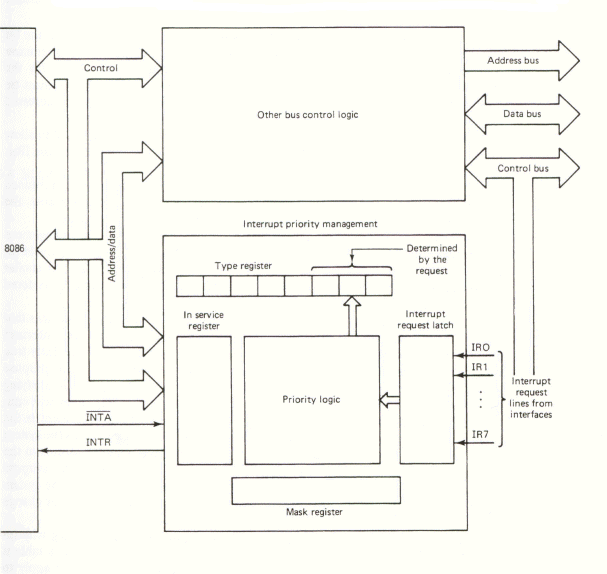 Control
Address bus
Other bus control logic
Data bus
Control bus
8086
Address/data
Interrupt priority management
Type register
Determined
by the
request
In service
register
Interrupt
request latch
Priority logic
IR0
IR1
IR7
Interrupt
request
lines from
interfaces
INTA
INTR
Mask register